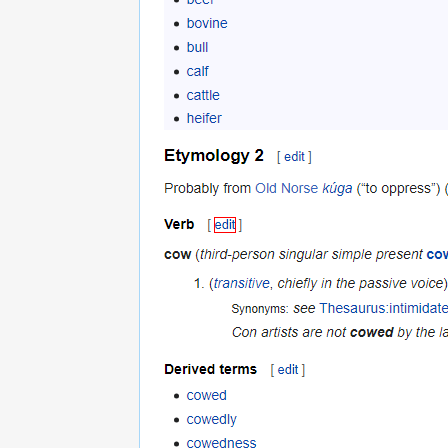 beef
bovine
bull
calf
cattle
heifer
Etymology 2 [ edit ]
Probably from Old Norse kúga (“to oppress”) (
Verb [ edit ]
cow (third-person singular simple present cow
1. (transitive, chiefly in the passive voice)
Synonyms: see Thesaurus:intimidate
Con artists are not cowed by the la
Derived terms [ edit ]
cowed
cowedly
cowedness